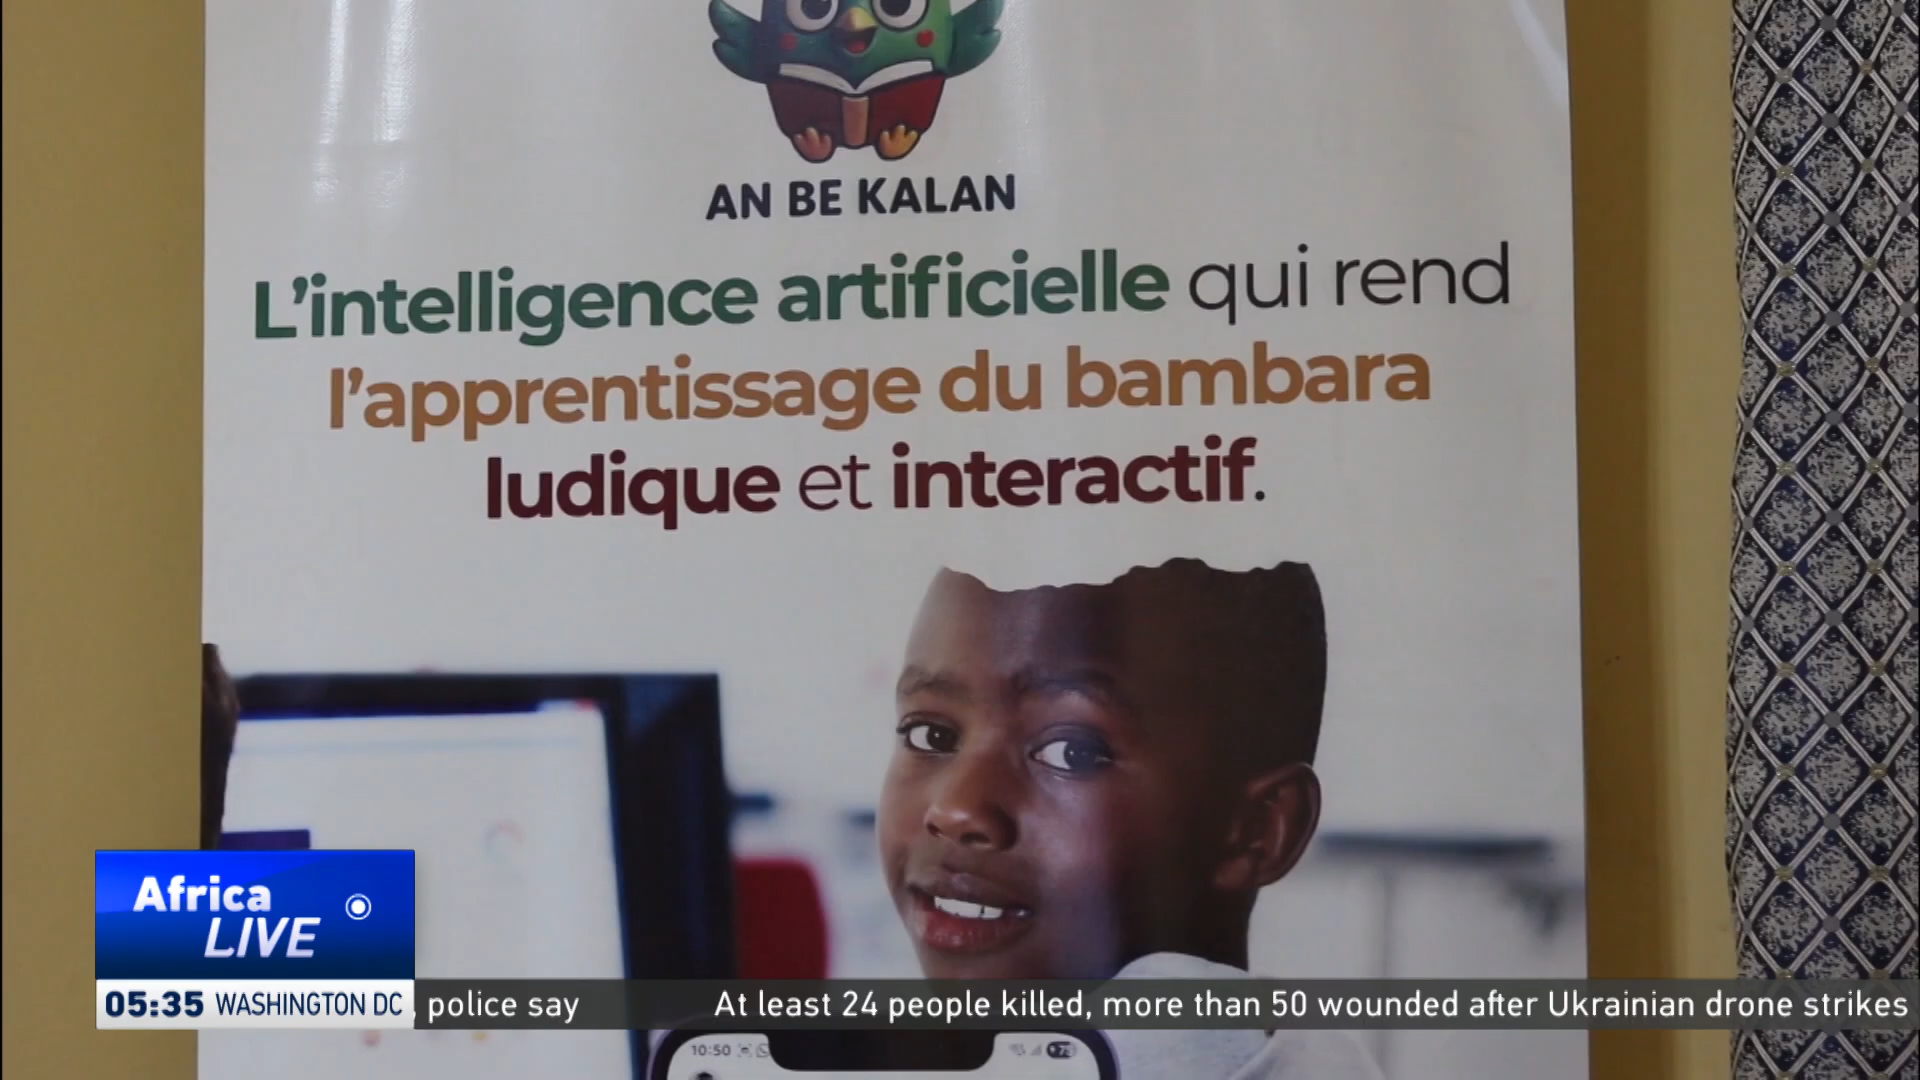 AN BE KALAN
L'intelligence artificielle qui rend
l'apprentissage du bambara
ludique et interactif.
Africa
LIVE
05:35 WASHINGTON DC , police say At least 24 people killed, more than 50 wounded after Ukrainian drone strikes
10:50